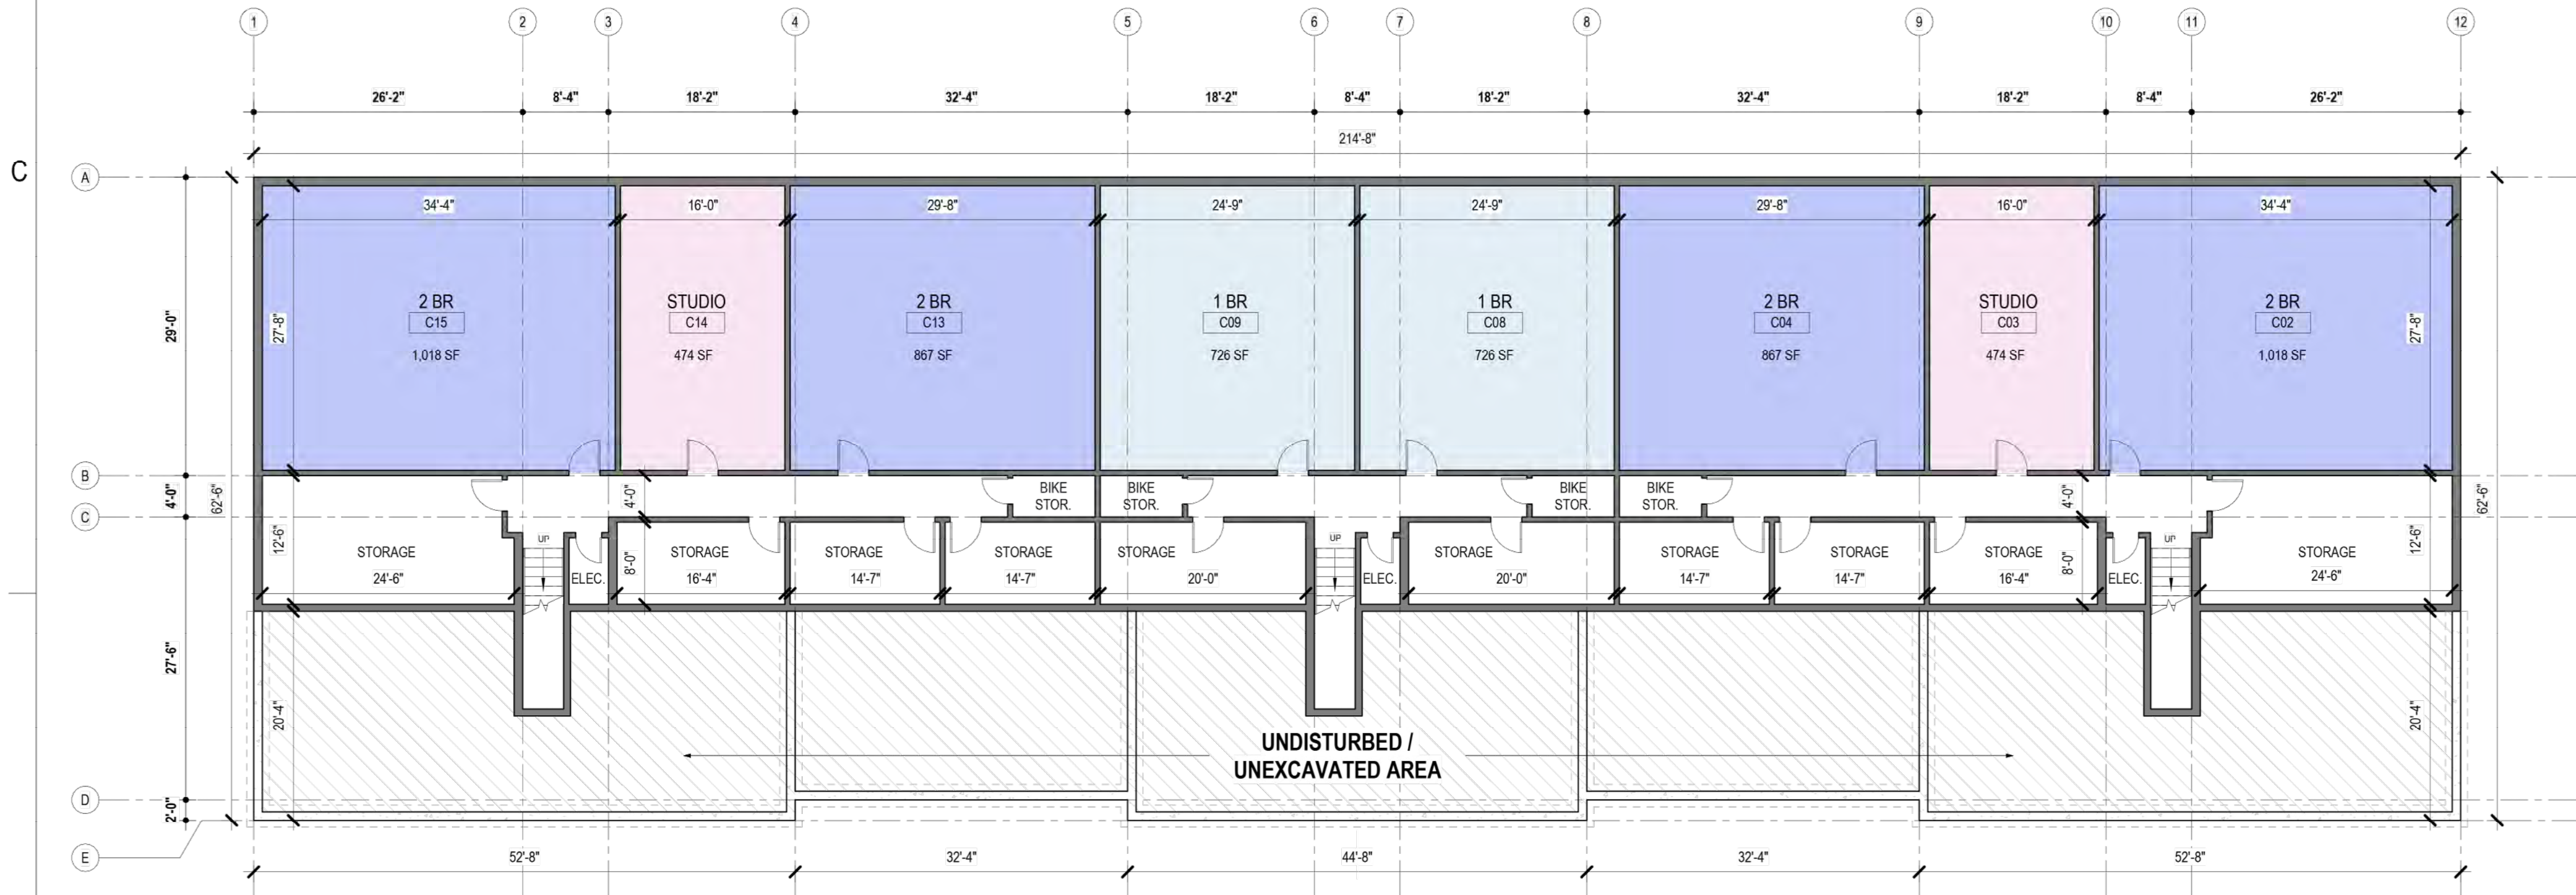 1 2 3 4 5 6 7 8 9 10 11 12
26'-2" 8'-4" 18'-2" 32'-4" 18'-2" 8'-4" 18'-2" 32'-4" 18'-2" 8'-4" 26'-2"
214'-8"
C
A
34'-4" 16'-0" 29'-8" 24'-9" 24'-9" 29'-8" 16'-0" 34'-4"
2 BR STUDIO 2 BR 1 BR 1 BR 2 BR STUDIO 2 BR
C15 C14 C13 C09 C08 C04 C03 C02
29'-0" 27'-8" 27'-8"
1,018 SF 474 SF 867 SF 726 SF 726 SF 867 SF 474 SF 1,018 SF
B
4'-0" 62'-6" 4'-0" 4'-0" 62'-6"
BIKE BIKE BIKE BIKE
STOR. STOR. STOR. STOR.
C
12'-6" 12'-6"
UP UP UP
STORAGE STORAGE STORAGE STORAGE STORAGE STORAGE STORAGE STORAGE STORAGE STORAGE
8'-0" 8'-0"
24'-6" ELEC. 16'-4" 14'-7" 14'-7" 20'-0" ELEC. 20'-0" 14'-7" 14'-7" 16'-4" ELEC. 24'-6"
27'-6"
20'-4" 20'-4"
UNDISTURBED /
UNEXCAVATED AREA
D
2'-0"
E
52'-8" 32'-4" 44'-8" 32'-4" 52'-8"